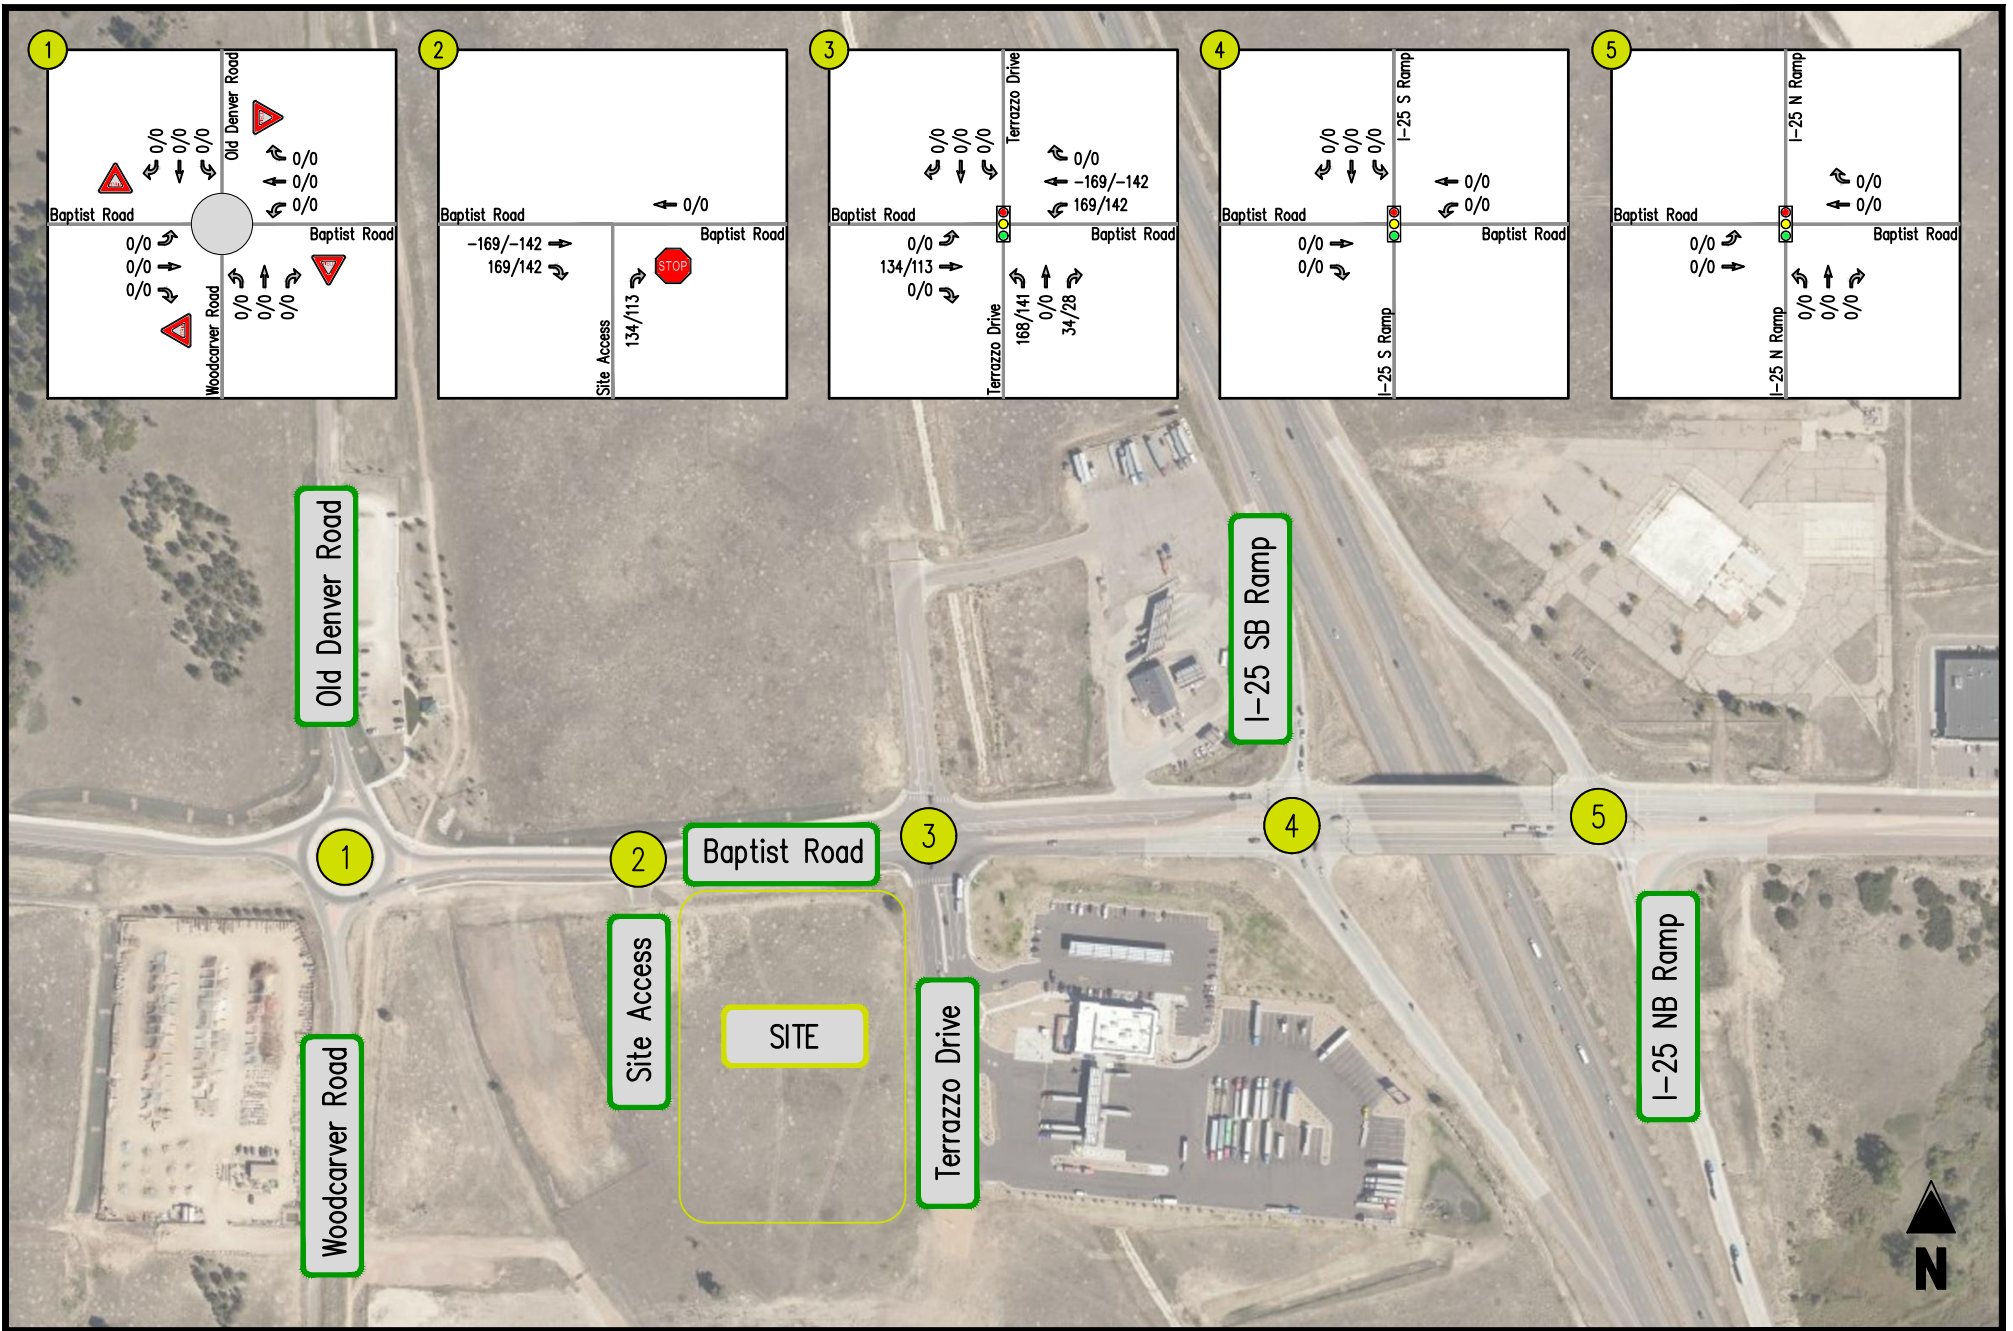 1
Old Denver Road
0/0
0/0
0/0
0/0
0/0
0/0
Baptist Road
Baptist Road
0/0
0/0
0/0
0/0
0/0
0/0
Woodcarver Road
2
0/0
Baptist Road
Baptist Road
-169/-142
169/142
STOP
134/113
Site Access
3
Terrazzo Drive
0/0
0/0
0/0
0/0
-169/-142
169/142
Baptist Road
Baptist Road
0/0
134/113
0/0
168/141
0/0
34/28
Terrazzo Drive
4
I-25 S Ramp
0/0
0/0
0/0
0/0
0/0
Baptist Road
Baptist Road
0/0
0/0
I-25 S Ramp
5
I-25 N Ramp
0/0
0/0
Baptist Road
Baptist Road
0/0
0/0
0/0
0/0
0/0
I-25 N Ramp
Old Denver Road
I-25 SB Ramp
1
2
Baptist Road
3
4
5
Site Access
SITE
Terrazzo Drive
Woodcarver Road
I-25 NB Ramp
N